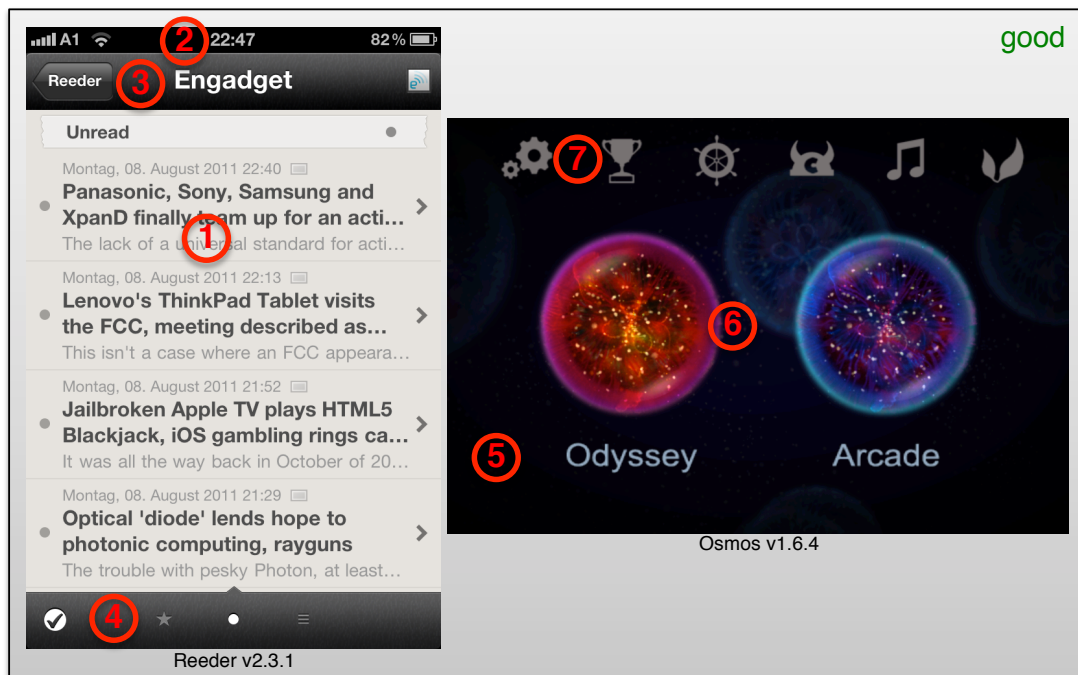 good
A1 22:47 82%
2
Reeder Engadget
3
Unread
Montag, 08. August 2011 22:40
Panasonic, Sony, Samsung and
XpanD finally team up for an acti...
1
The lack of a universal standard for acti...
Montag, 08. August 2011 22:13
Lenovo's ThinkPad Tablet visits
the FCC, meeting described as...
This isn't a case where an FCC appeara...
Montag, 08. August 2011 21:52
Jailbroken Apple TV plays HTML5
Blackjack, iOS gambling rings ca...
It was all the way back in October of 20...
Montag, 08. August 2011 21:29
Optical 'diode' lends hope to
photonic computing, rayguns
The trouble with pesky Photon, at least...
4
Reeder v2.3.1
7
6
5
Odyssey Arcade
Osmos v1.6.4